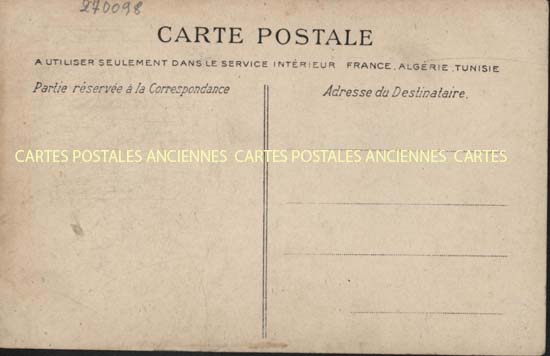 270098
CARTE POSTALE
A UTILISER SEULEMENT DANS LE SERVICE INTÉRIEUR FRANCE, ALGÉRIE, TUNISIE
Partie réservée à la Correspondance
Adresse du Destinataire.
CARTES POSTALES ANCIENNES CARTES POSTALES ANCIENNES CARTES